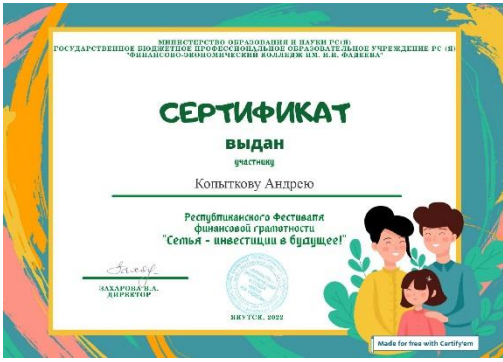 МИНИСТЕРСТВО ОБРАЗОВАНИЯ И НАУКИ РС(Я)
ГОСУДАРСТВЕННОЕ БЮДЖЕТНОЕ ПРОФЕССИОНАЛЬНОЕ ОБРАЗОВАТЕЛЬНОЕ УЧРЕЖДЕНИЕ РС (Я)
"ФИНАНСОВО-ЭКОНОМИЧЕСКИЙ КОЛЛЕДЖ ИМ. И.И. ФАДЕЕВА"
СЕРТИФИКАТ
выдан
участнику
Копыткову Андрею
Республиканского Фестиваля
финансовой грамотности
"Семья - инвестиции в будущее!"
ЗАХАРОВА В.А.
ДИРЕКТОР
ЯКУТСК, 2022
Made for free with Certify'em